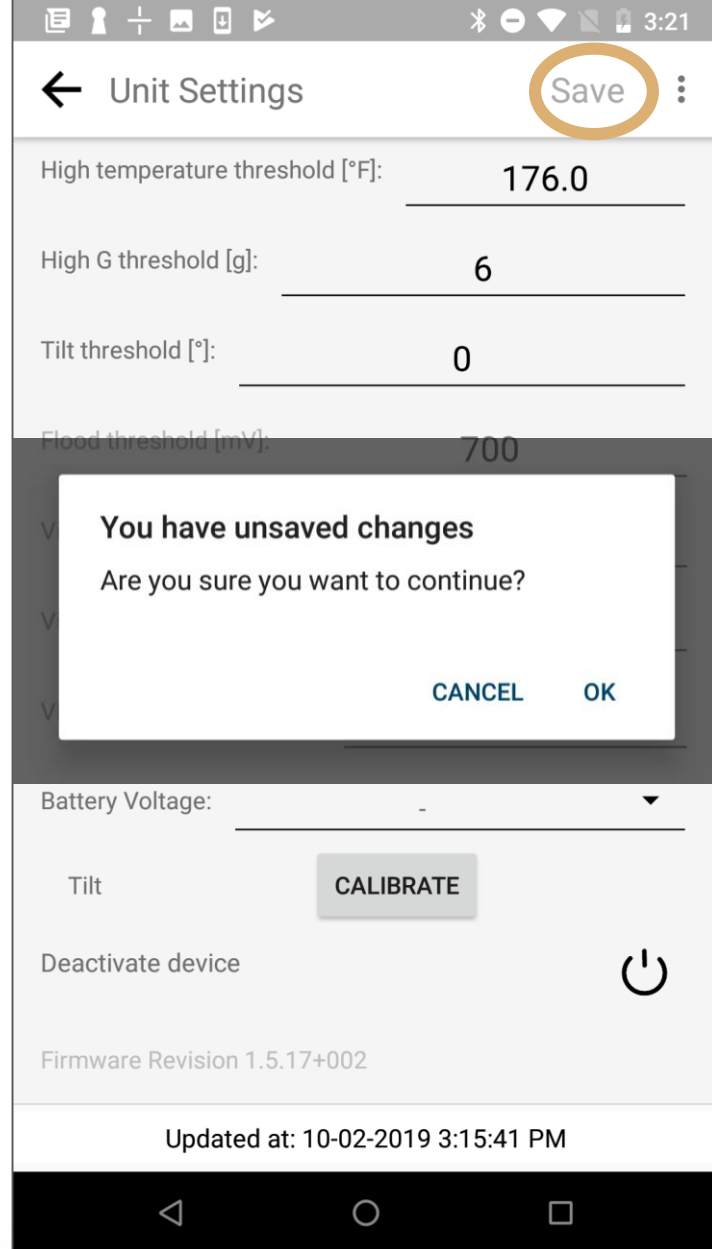 3:21
Unit Settings
Save
High temperature threshold [°F]:
176.0
High G threshold [g]:
6
Tilt threshold [°]:
0
Flood threshold [mV]:
700
You have unsaved changes
Are you sure you want to continue?
CANCEL
OK
Battery Voltage:
-
Tilt
CALIBRATE
Deactivate device
Firmware Revision 1.5.17+002
Updated at: 10-02-2019 3:15:41 PM